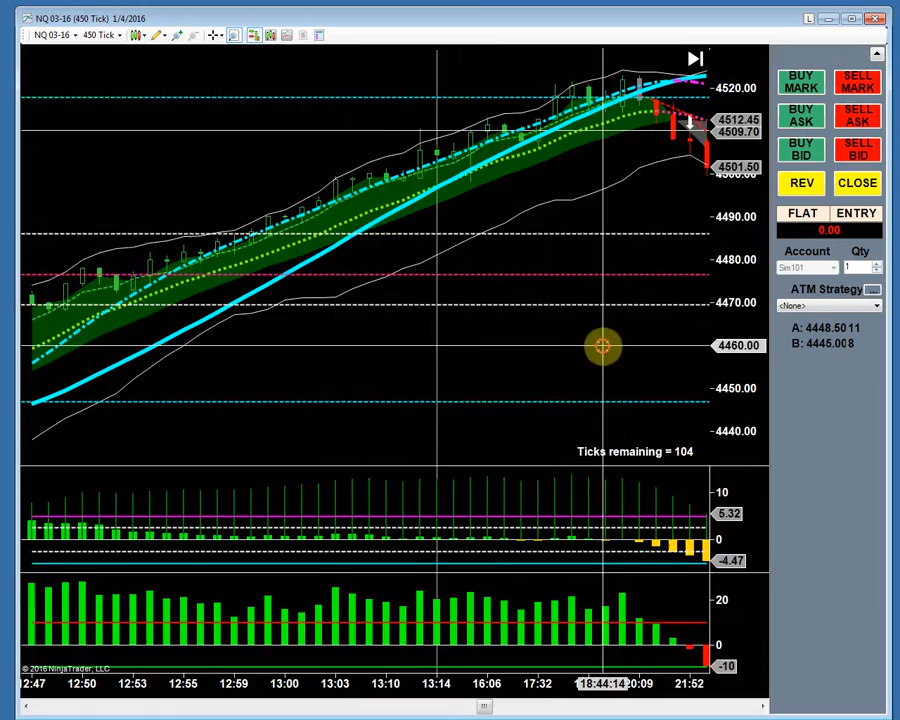 NQ 03-16 (450 Tick) 1/4/2016
L
NQ 03-16 450 Tick
BUY MARK SELL MARK
BUY ASK SELL ASK
BUY BID SELL BID
REV CLOSE
FLAT ENTRY
0.00
Account Qty
Sim101 1
ATM Strategy ...
<None>
A: 4448.50 11
B: 4445.00 8
4520.00
4512.45
4509.70
4501.50
4490.00
4480.00
4470.00
4460.00
4450.00
4440.00
Ticks remaining = 104
10
5.32
0
-4.47
20
0
-10
© 2016 NinjaTrader, LLC
12:47 12:50 12:53 12:55 12:59 13:00 13:03 13:10 13:14 16:06 17:32 18:44:14 20:09 21:52